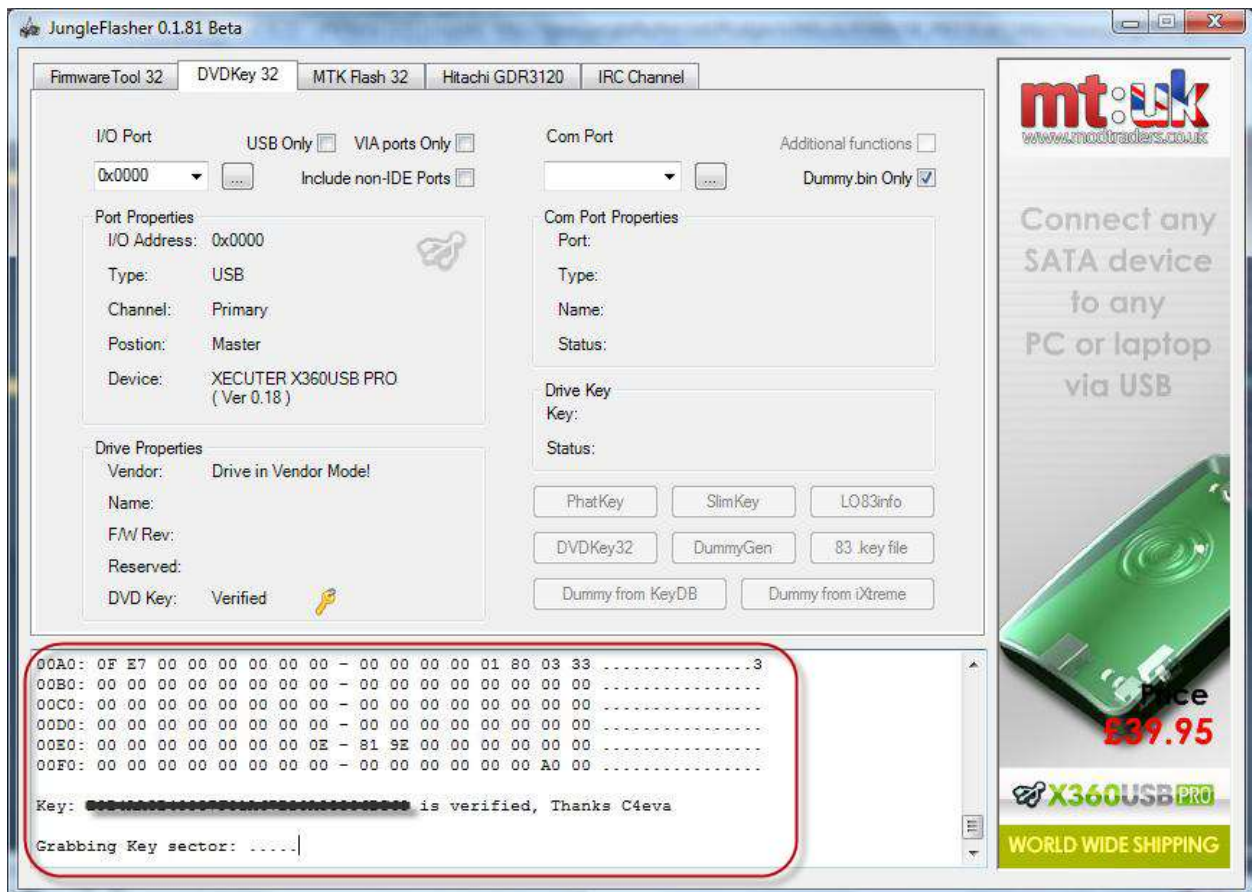 JungleFlasher 0.1.81 Beta
FirmwareTool 32 DVDKey 32 MTK Flash 32 Hitachi GDR3120 IRC Channel
I/O Port USB Only VIA ports Only
0x0000 ... Include non-IDE Ports
Port Properties
I/O Address: 0x0000
Type: USB
Channel: Primary
Postion: Master
Device: XECUTER X360USB PRO
( Ver 0.18 )
Drive Properties
Vendor: Drive in Vendor Mode!
Name:
F/W Rev:
Reserved:
DVD Key: Verified
Com Port Additional functions
... Dummy.bin Only
Com Port Properties
Port:
Type:
Name:
Status:
Drive Key
Key:
Status:
PhatKey SlimKey LO83info
DVDKey32 DummyGen 83 .key file
Dummy from KeyDB Dummy from iXtreme
00A0: 0F E7 00 00 00 00 00 00 - 00 00 00 00 01 80 03 33 ...............3
00B0: 00 00 00 00 00 00 00 00 - 00 00 00 00 00 00 00 00 ................
00C0: 00 00 00 00 00 00 00 00 - 00 00 00 00 00 00 00 00 ................
00D0: 00 00 00 00 00 00 00 00 - 00 00 00 00 00 00 00 00 ................
00E0: 00 00 00 00 00 00 00 0E - 81 9E 00 00 00 00 00 00 ................
00F0: 00 00 00 00 00 00 00 00 - 00 00 00 00 00 00 A0 00 ................
Key: is verified, Thanks C4eva
Grabbing Key sector: .....
mt:uk
www.modtraders.co.uk
Connect any
SATA device
to any
PC or laptop
via USB
Price
£39.95
X360USB PRO
WORLD WIDE SHIPPING